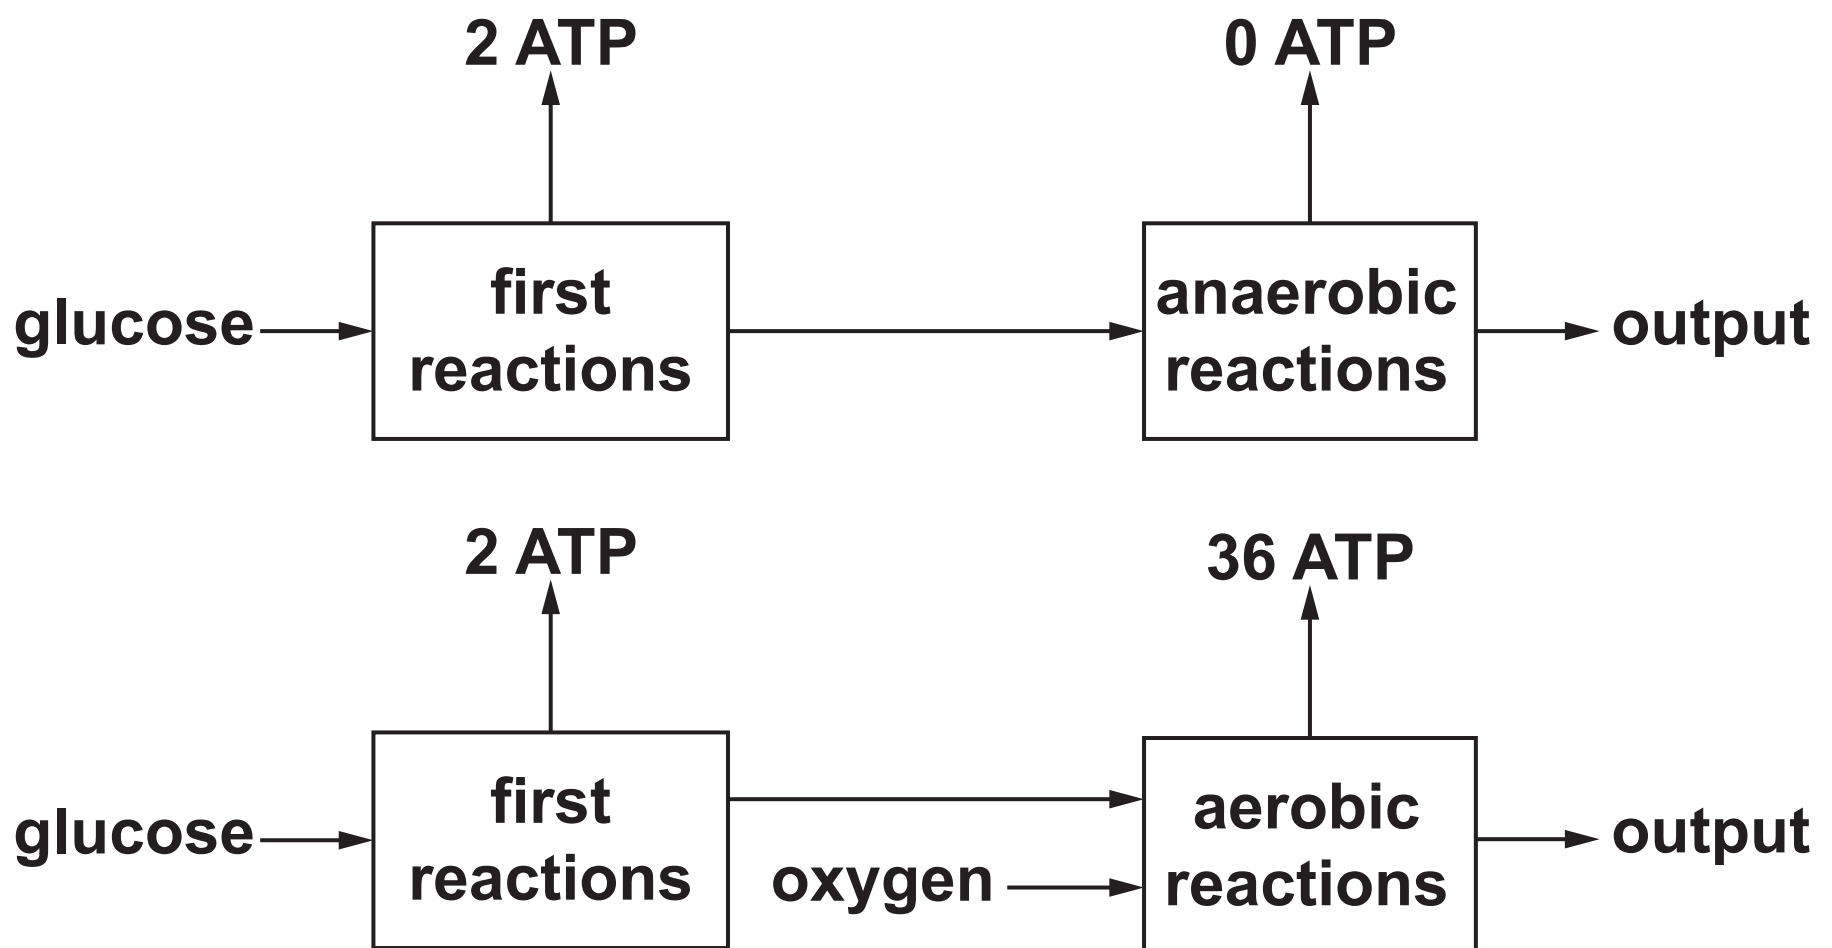 2 ATP
0 ATP
glucose
first
reactions
anaerobic
reactions
output
2 ATP
36 ATP
glucose
first
reactions
oxygen
aerobic
reactions
output